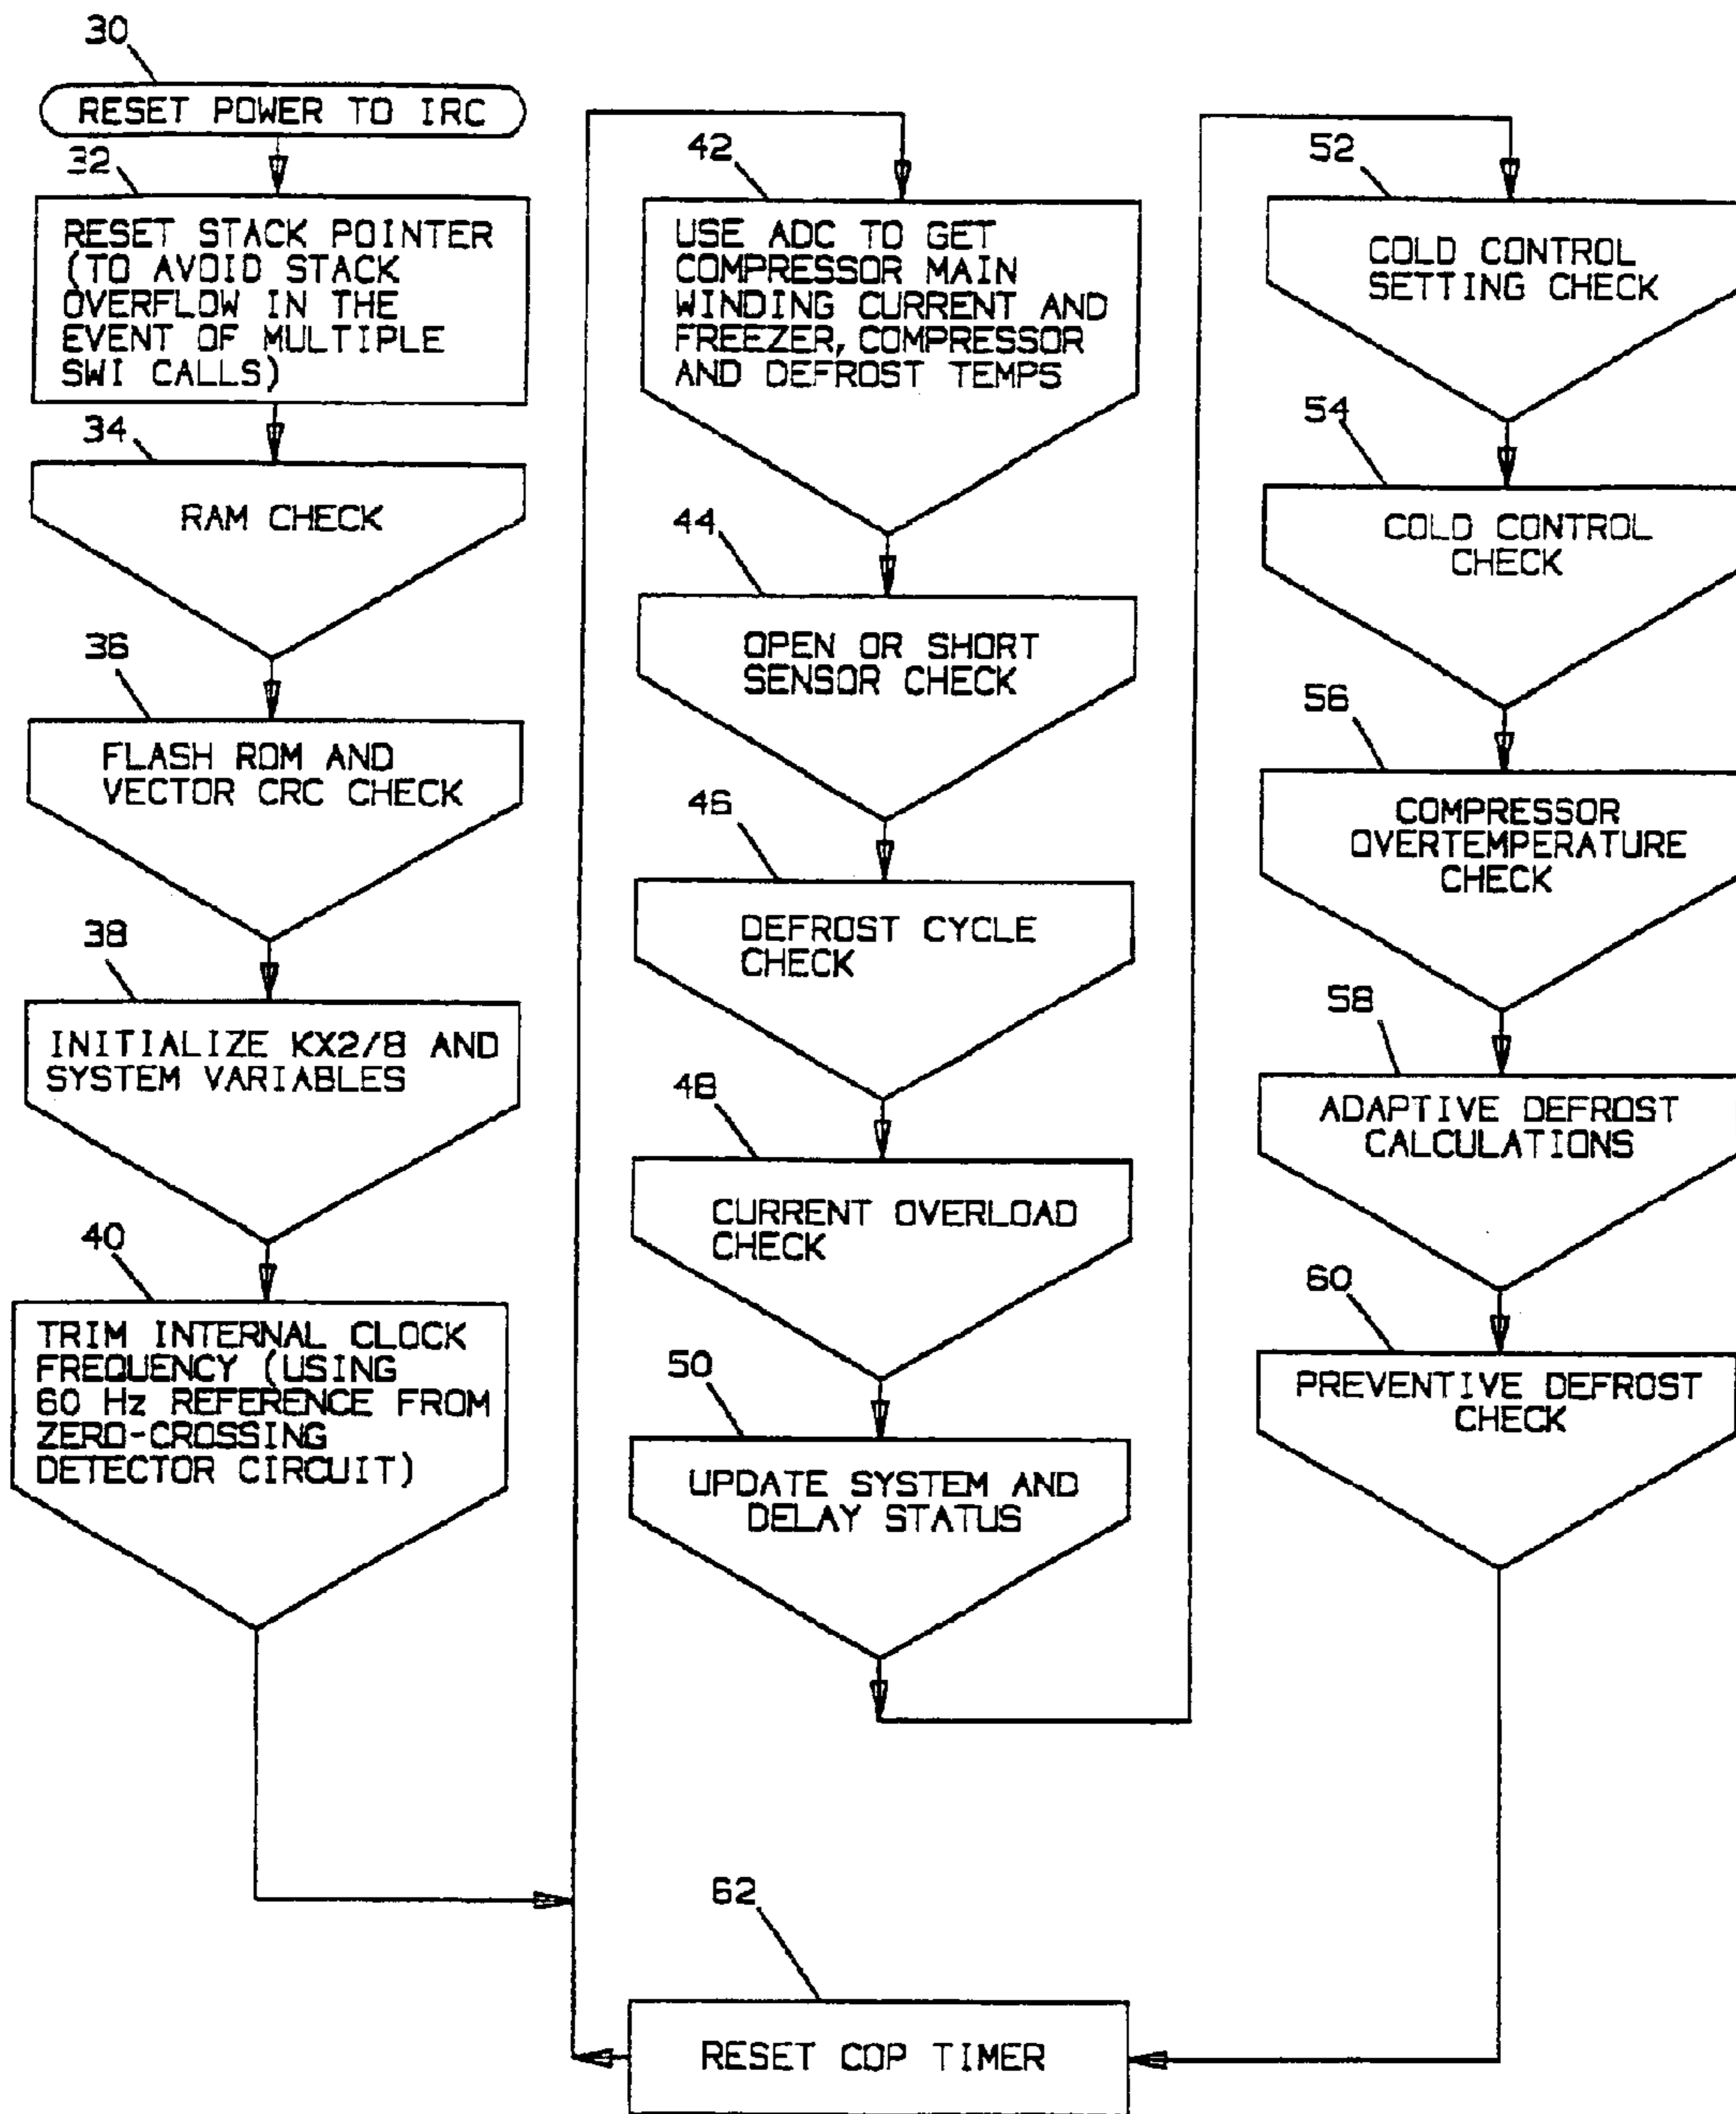 30
RESET POWER TO IRC
32
RESET STACK POINTER
(TO AVOID STACK
OVERFLOW IN THE
EVENT OF MULTIPLE
SWI CALLS)
34
RAM CHECK
36
FLASH ROM AND
VECTOR CRC CHECK
38
INITIALIZE KX2/8 AND
SYSTEM VARIABLES
40
TRIM INTERNAL CLOCK
FREQUENCY (USING
60 Hz REFERENCE FROM
ZERO-CROSSING
DETECTOR CIRCUIT)
42
USE ADC TO GET
COMPRESSOR MAIN
WINDING CURRENT AND
FREEZER, COMPRESSOR
AND DEFROST TEMPS
44
OPEN OR SHORT
SENSOR CHECK
46
DEFROST CYCLE
CHECK
48
CURRENT OVERLOAD
CHECK
50
UPDATE SYSTEM AND
DELAY STATUS
52
COLD CONTROL
SETTING CHECK
54
COLD CONTROL
CHECK
56
COMPRESSOR
OVERTEMPERATURE
CHECK
58
ADAPTIVE DEFROST
CALCULATIONS
60
PREVENTIVE DEFROST
CHECK
62
RESET COP TIMER